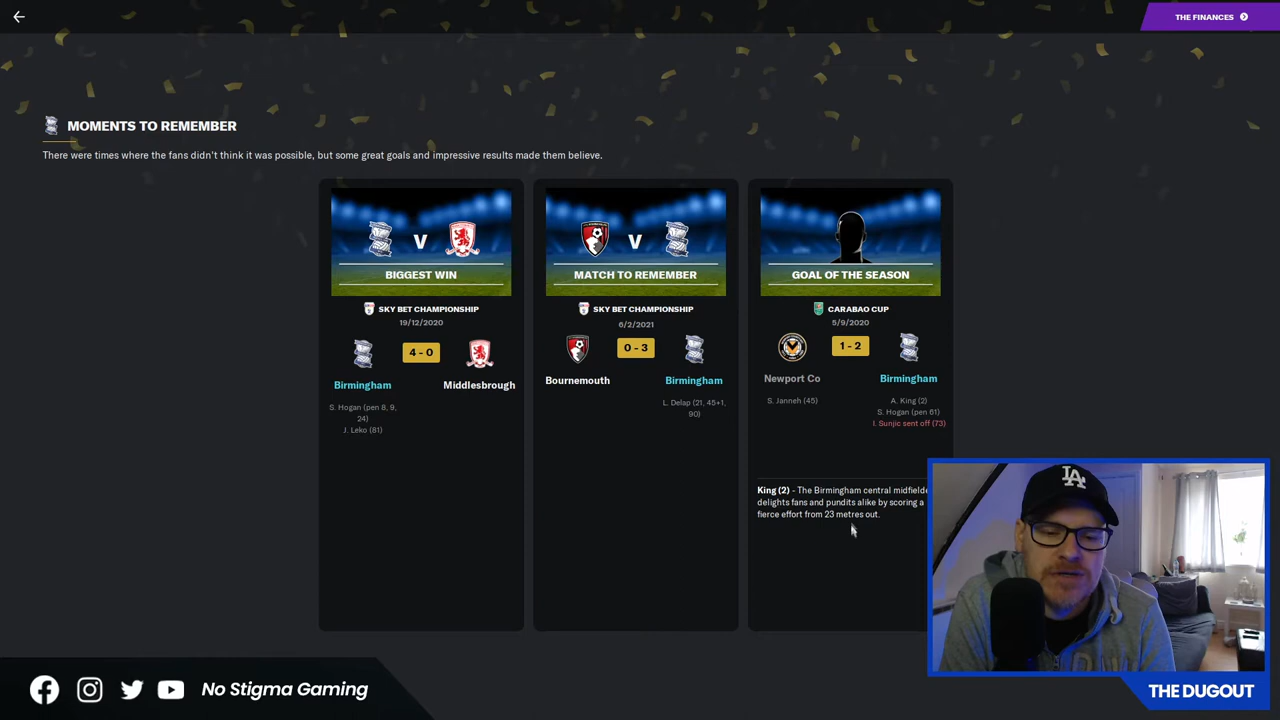 THE FINANCES
MOMENTS TO REMEMBER
There were times where the fans didn't think it was possible, but some great goals and impressive results made them believe.
V
BIGGEST WIN
SKY BET CHAMPIONSHIP
19/12/2020
4 - 0
Birmingham
Middlesbrough
S. Hogan (pen 8, 9,
24)
J. Leko (81)
V
MATCH TO REMEMBER
SKY BET CHAMPIONSHIP
6/2/2021
0 - 3
Bournemouth
Birmingham
L. Delap (21, 45+1,
90)
GOAL OF THE SEASON
CARABAO CUP
5/9/2020
1 - 2
Newport Co
Birmingham
S. Janneh (45)
A. King (2)
S. Hogan (pen 61)
I. Sunjic sent off (73)
King (2) - The Birmingham central midfielde
delights fans and pundits alike by scoring a
fierce effort from 23 metres out.
LA
No Stigma Gaming
THE DUGOUT